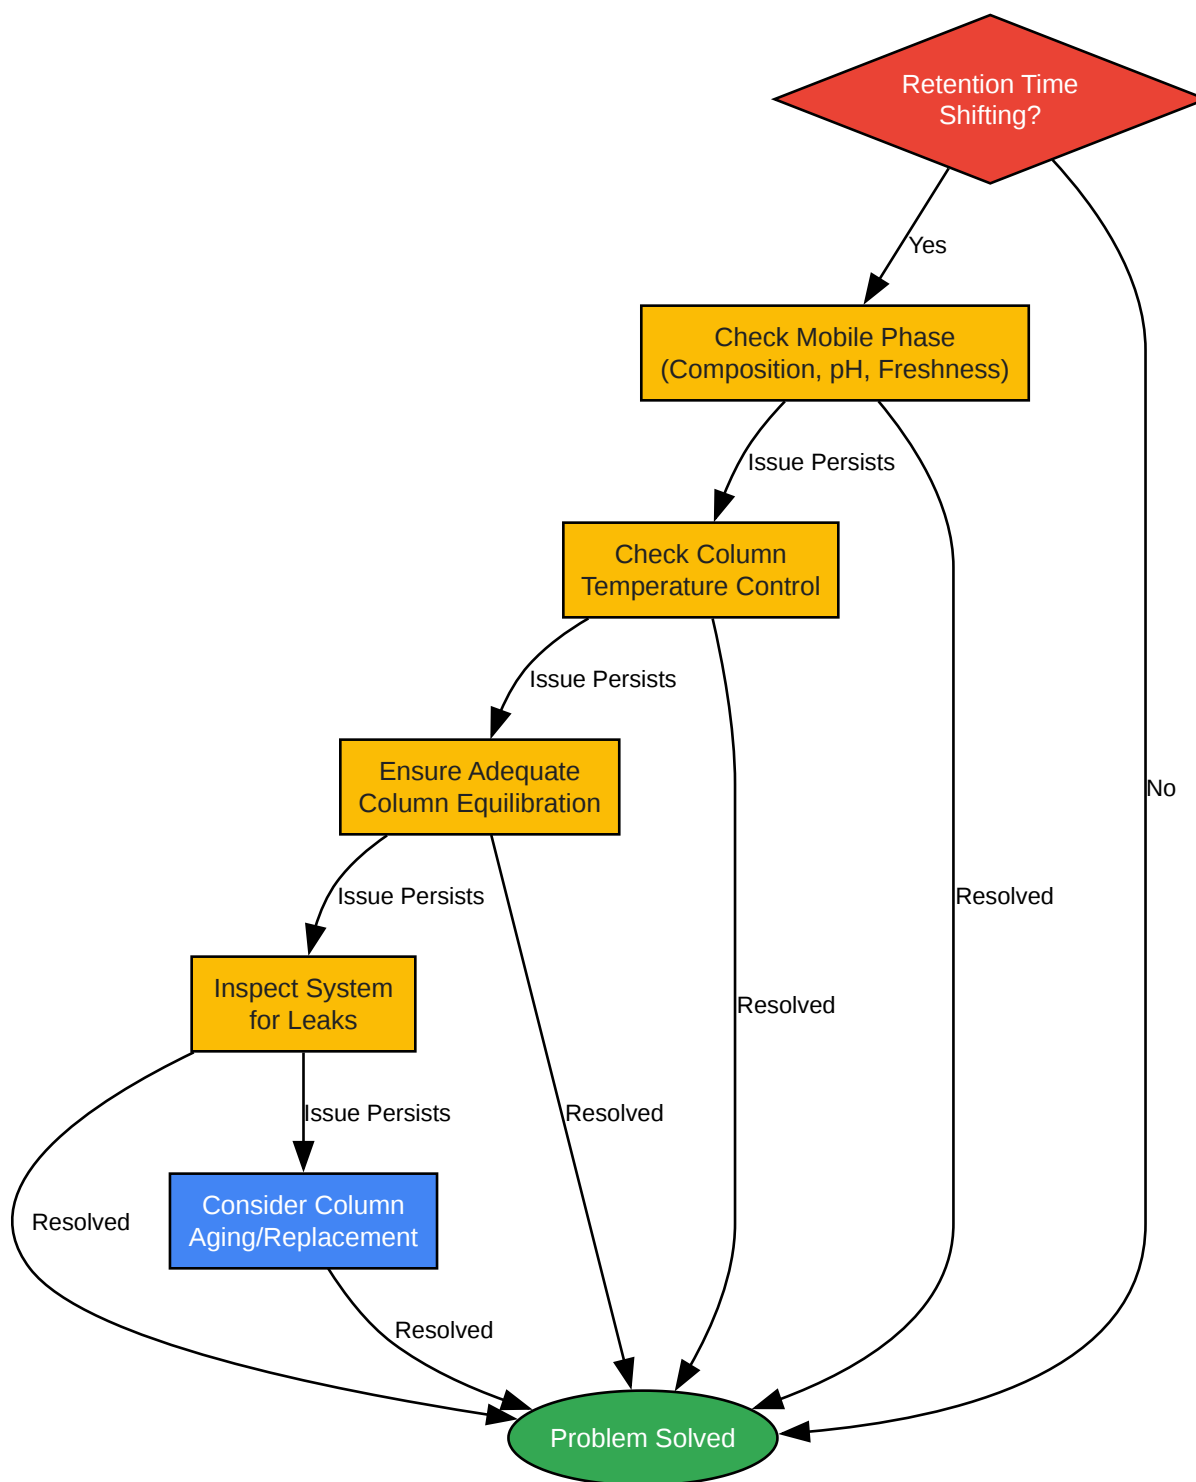 Retention Time
Shifting?
Yes
Check Mobile Phase
(Composition, pH, Freshness)
Issue Persists
Check Column
Temperature Control
Issue Persists
Ensure Adequate
Column Equilibration
No
Issue Persists
Resolved
Inspect System
for Leaks
Resolved
Issue Persists
Resolved
Consider Column
Aging/Replacement
Resolved
Resolved
Problem Solved